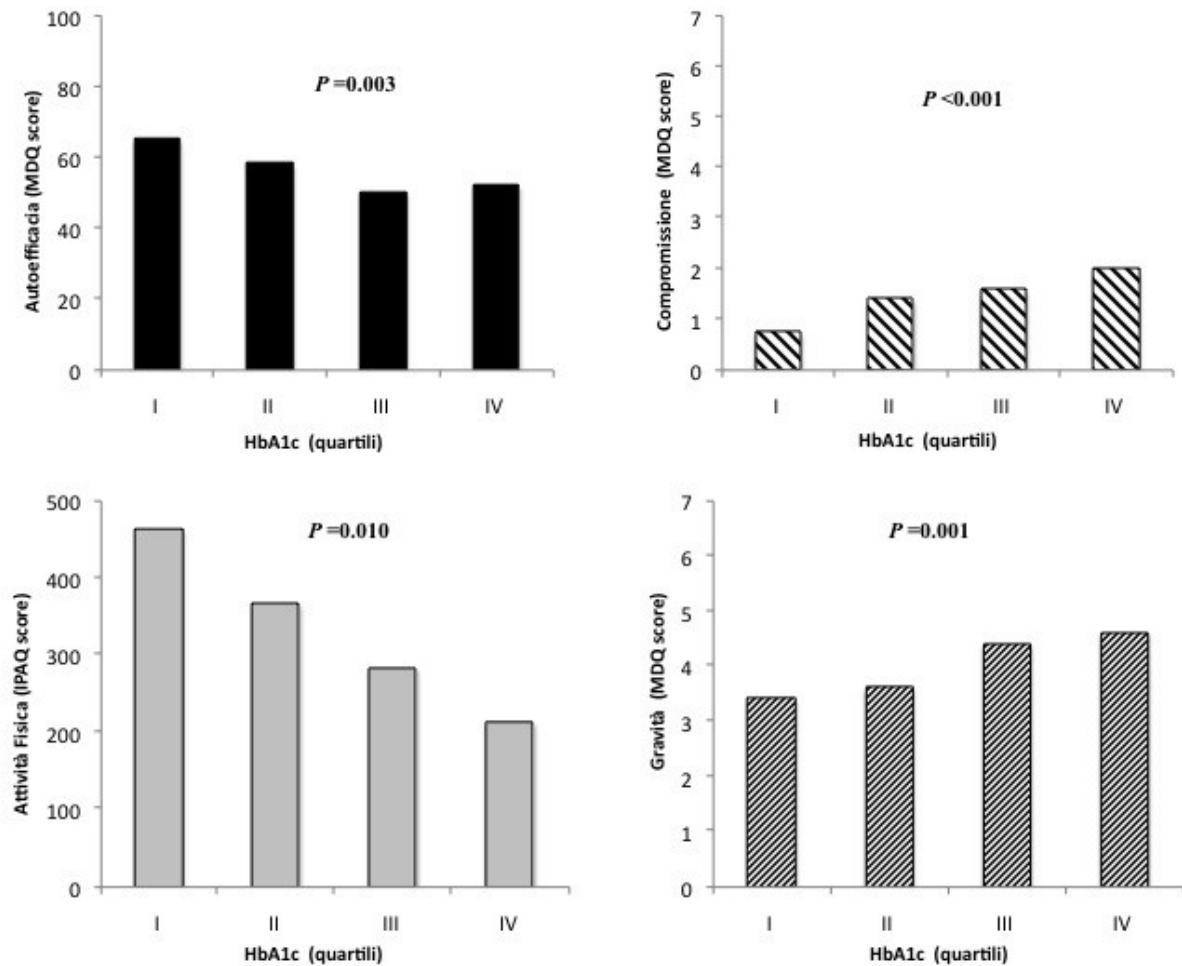 100
80
60
40
20
0
Autoefficacia (MDQ score)
P =0.003
I II III IV
HbA1c (quartili)
7
6
5
4
3
2
1
0
Compromissione (MDQ score)
P <0.001
I II III IV
HbA1c (quartili)
500
400
300
200
100
0
Attività Fisica (IPAQ score)
P =0.010
I II III IV
HbA1c (quartili)
7
6
5
4
3
2
1
0
Gravità (MDQ score)
P =0.001
I II III IV
HbA1c (quartili)